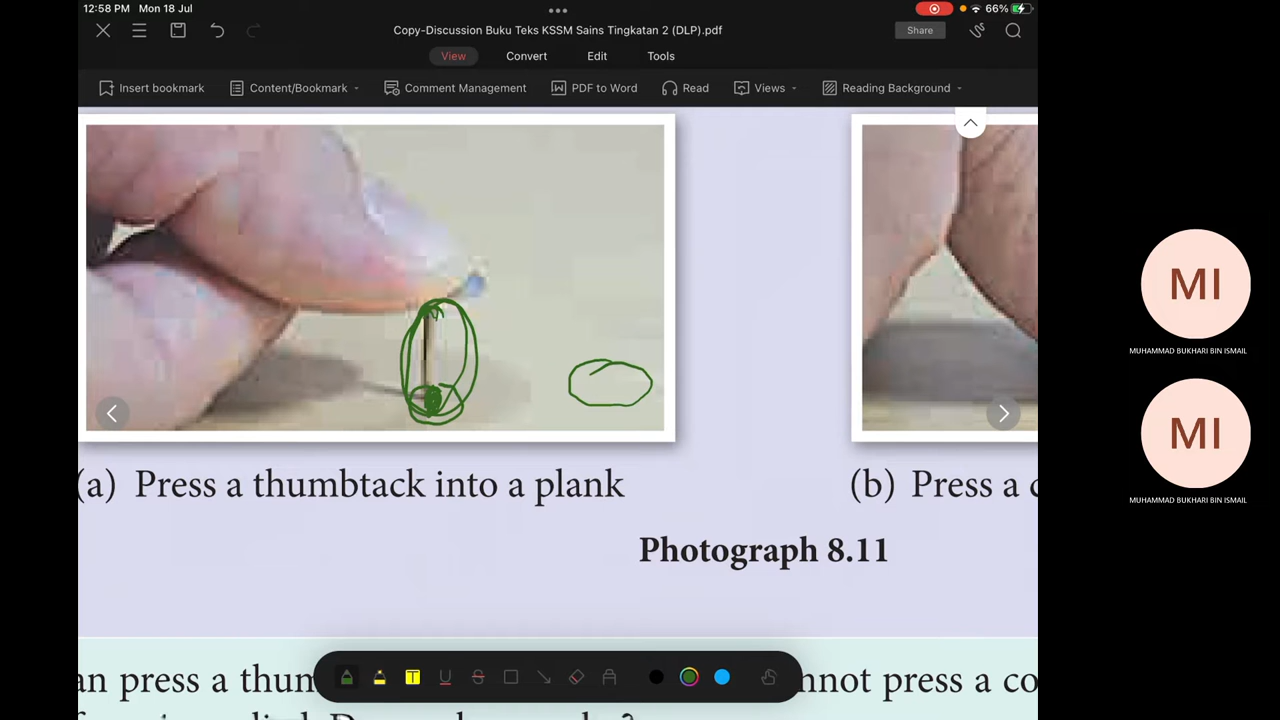 12:58 PM Mon 18 Jul
66%
Copy-Discussion Buku Teks KSSM Sains Tingkatan 2 (DLP).pdf
Share
View Convert Edit Tools
Insert bookmark Content/Bookmark Comment Management PDF to Word Read Views Reading Background
(a) Press a thumbtack into a plank
(b) Press a
Photograph 8.11
an press a thum
nnot press a co
T U S
MI
MUHAMMAD BUKHARI BIN ISMAIL
MI
MUHAMMAD BUKHARI BIN ISMAIL